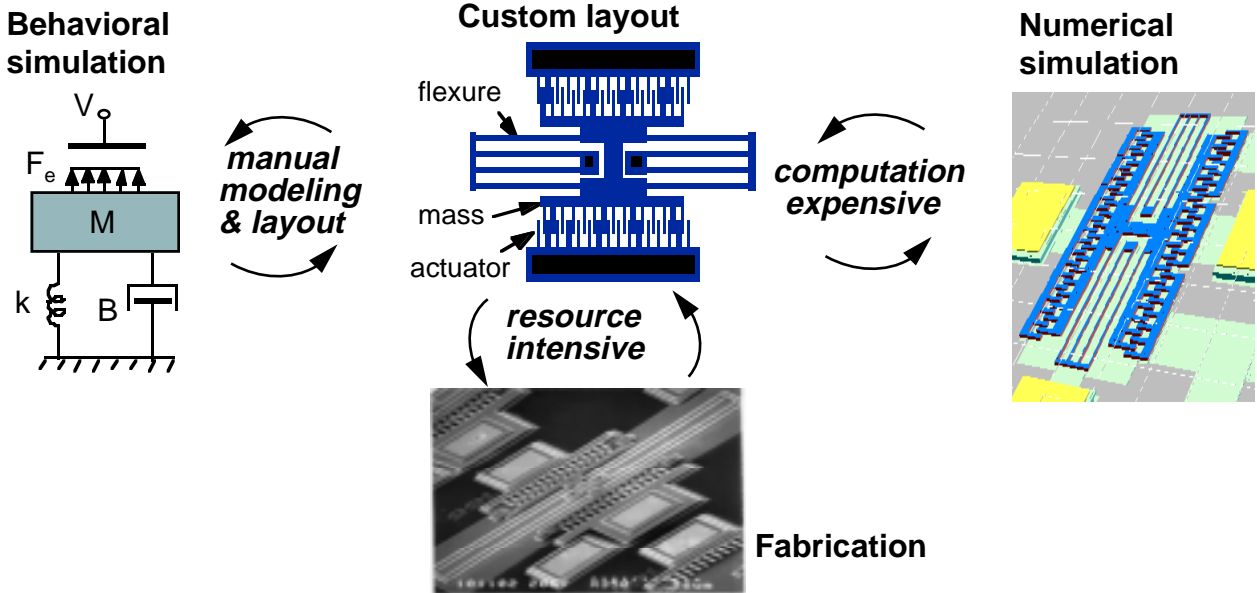 Behavioral
simulation
V
F e
M
k
B
manual
modeling
& layout
Custom layout
flexure
mass
actuator
computation
expensive
Numerical
simulation
resource
intensive
Fabrication